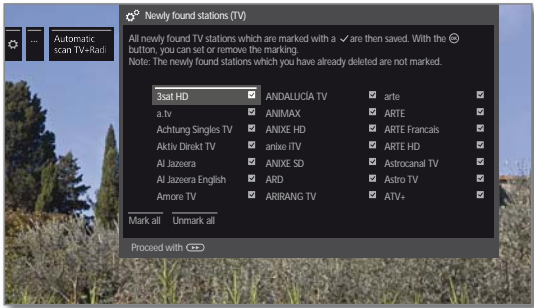 Newly found stations (TV)
...
Automatic
scan TV+Radi
All newly found TV stations which are marked with a ✓ are then saved. With the OK
button, you can set or remove the marking.
Note: The newly found stations which you have already deleted are not marked.
3sat HD ANDALUCÍA TV arte
a.tv ANIMAX ARTE
Achtung Singles TV ANIXE HD ARTE Francais
Aktiv Direkt TV anixe iTV ARTE HD
Al Jazeera ANIXE SD Astrocanal TV
Al Jazeera English ARD Astro TV
Amore TV ARIRANG TV ATV+
Mark all Unmark all
Proceed with